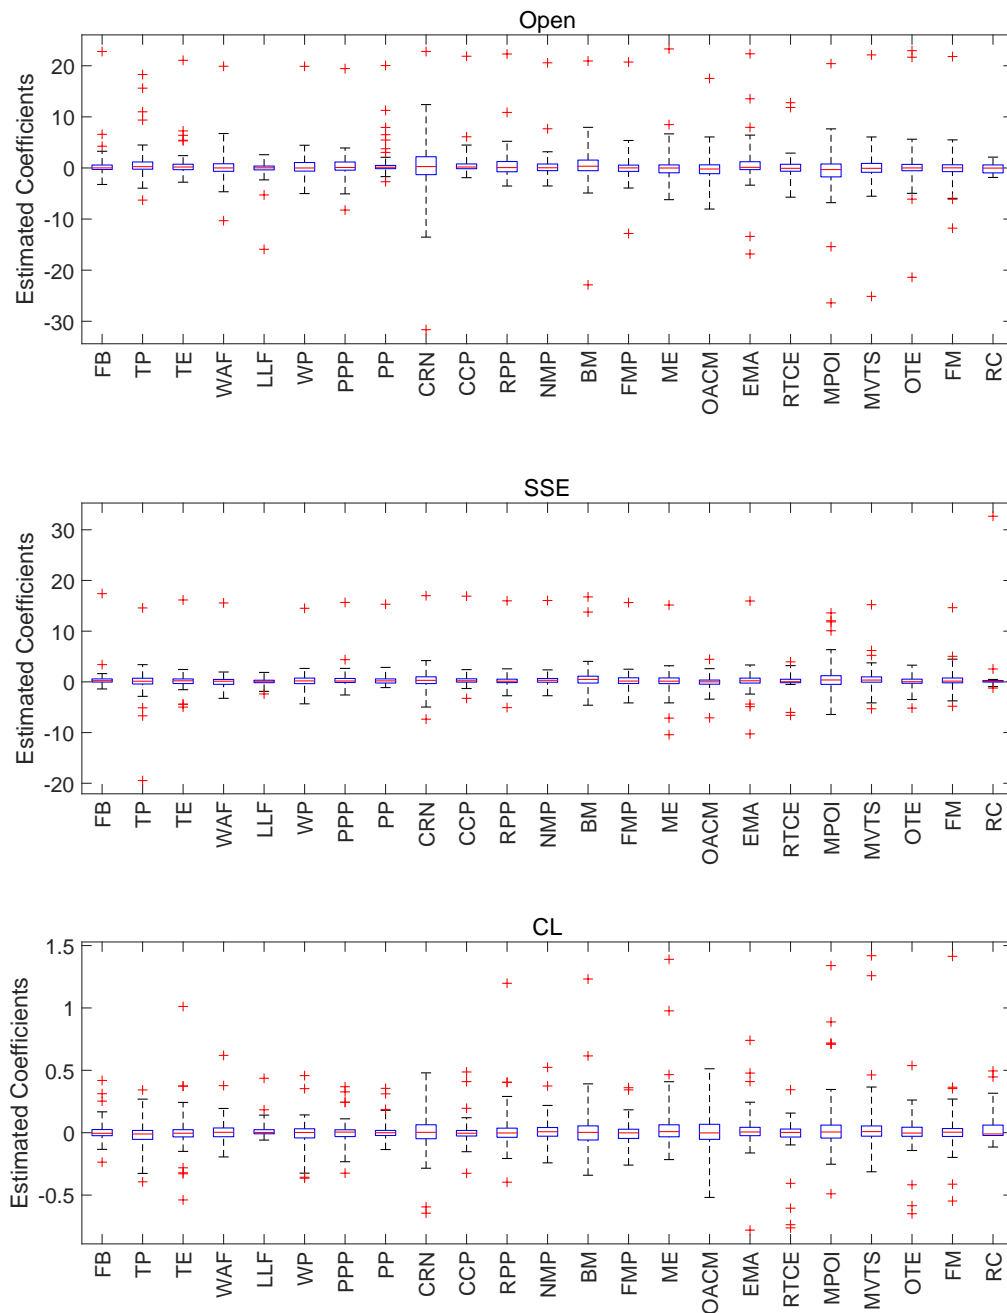 Open
20
10
0
-10
-20
-30
Estimated Coefficients
FB TP TE WAF LLF WP PPP PP CRN CCP RPP NMP BM FMP ME OACM EMA RTCE MPOI MVTS OTE FM RC
SSE
30
20
10
0
-10
-20
Estimated Coefficients
FB TP TE WAF LLF WP PPP PP CRN CCP RPP NMP BM FMP ME OACM EMA RTCE MPOI MVTS OTE FM RC
CL
1.5
1
0.5
0
-0.5
Estimated Coefficients
FB TP TE WAF LLF WP PPP PP CRN CCP RPP NMP BM FMP ME OACM EMA RTCE MPOI MVTS OTE FM RC